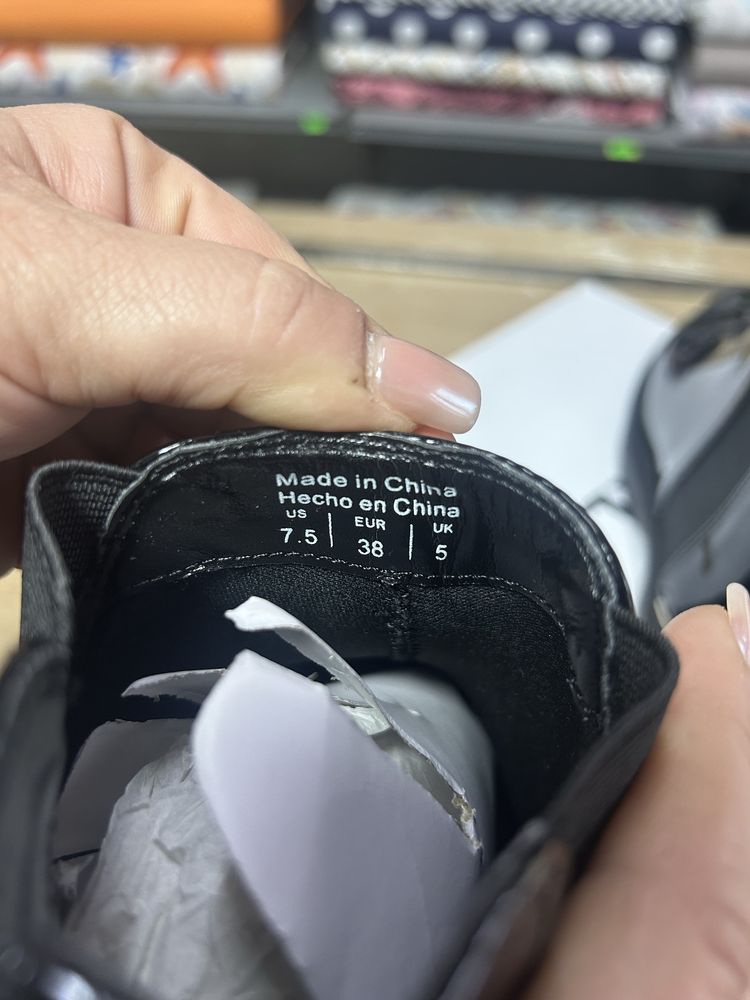 Made in China
Hecho en China
US EUR UK
7.5 38 5